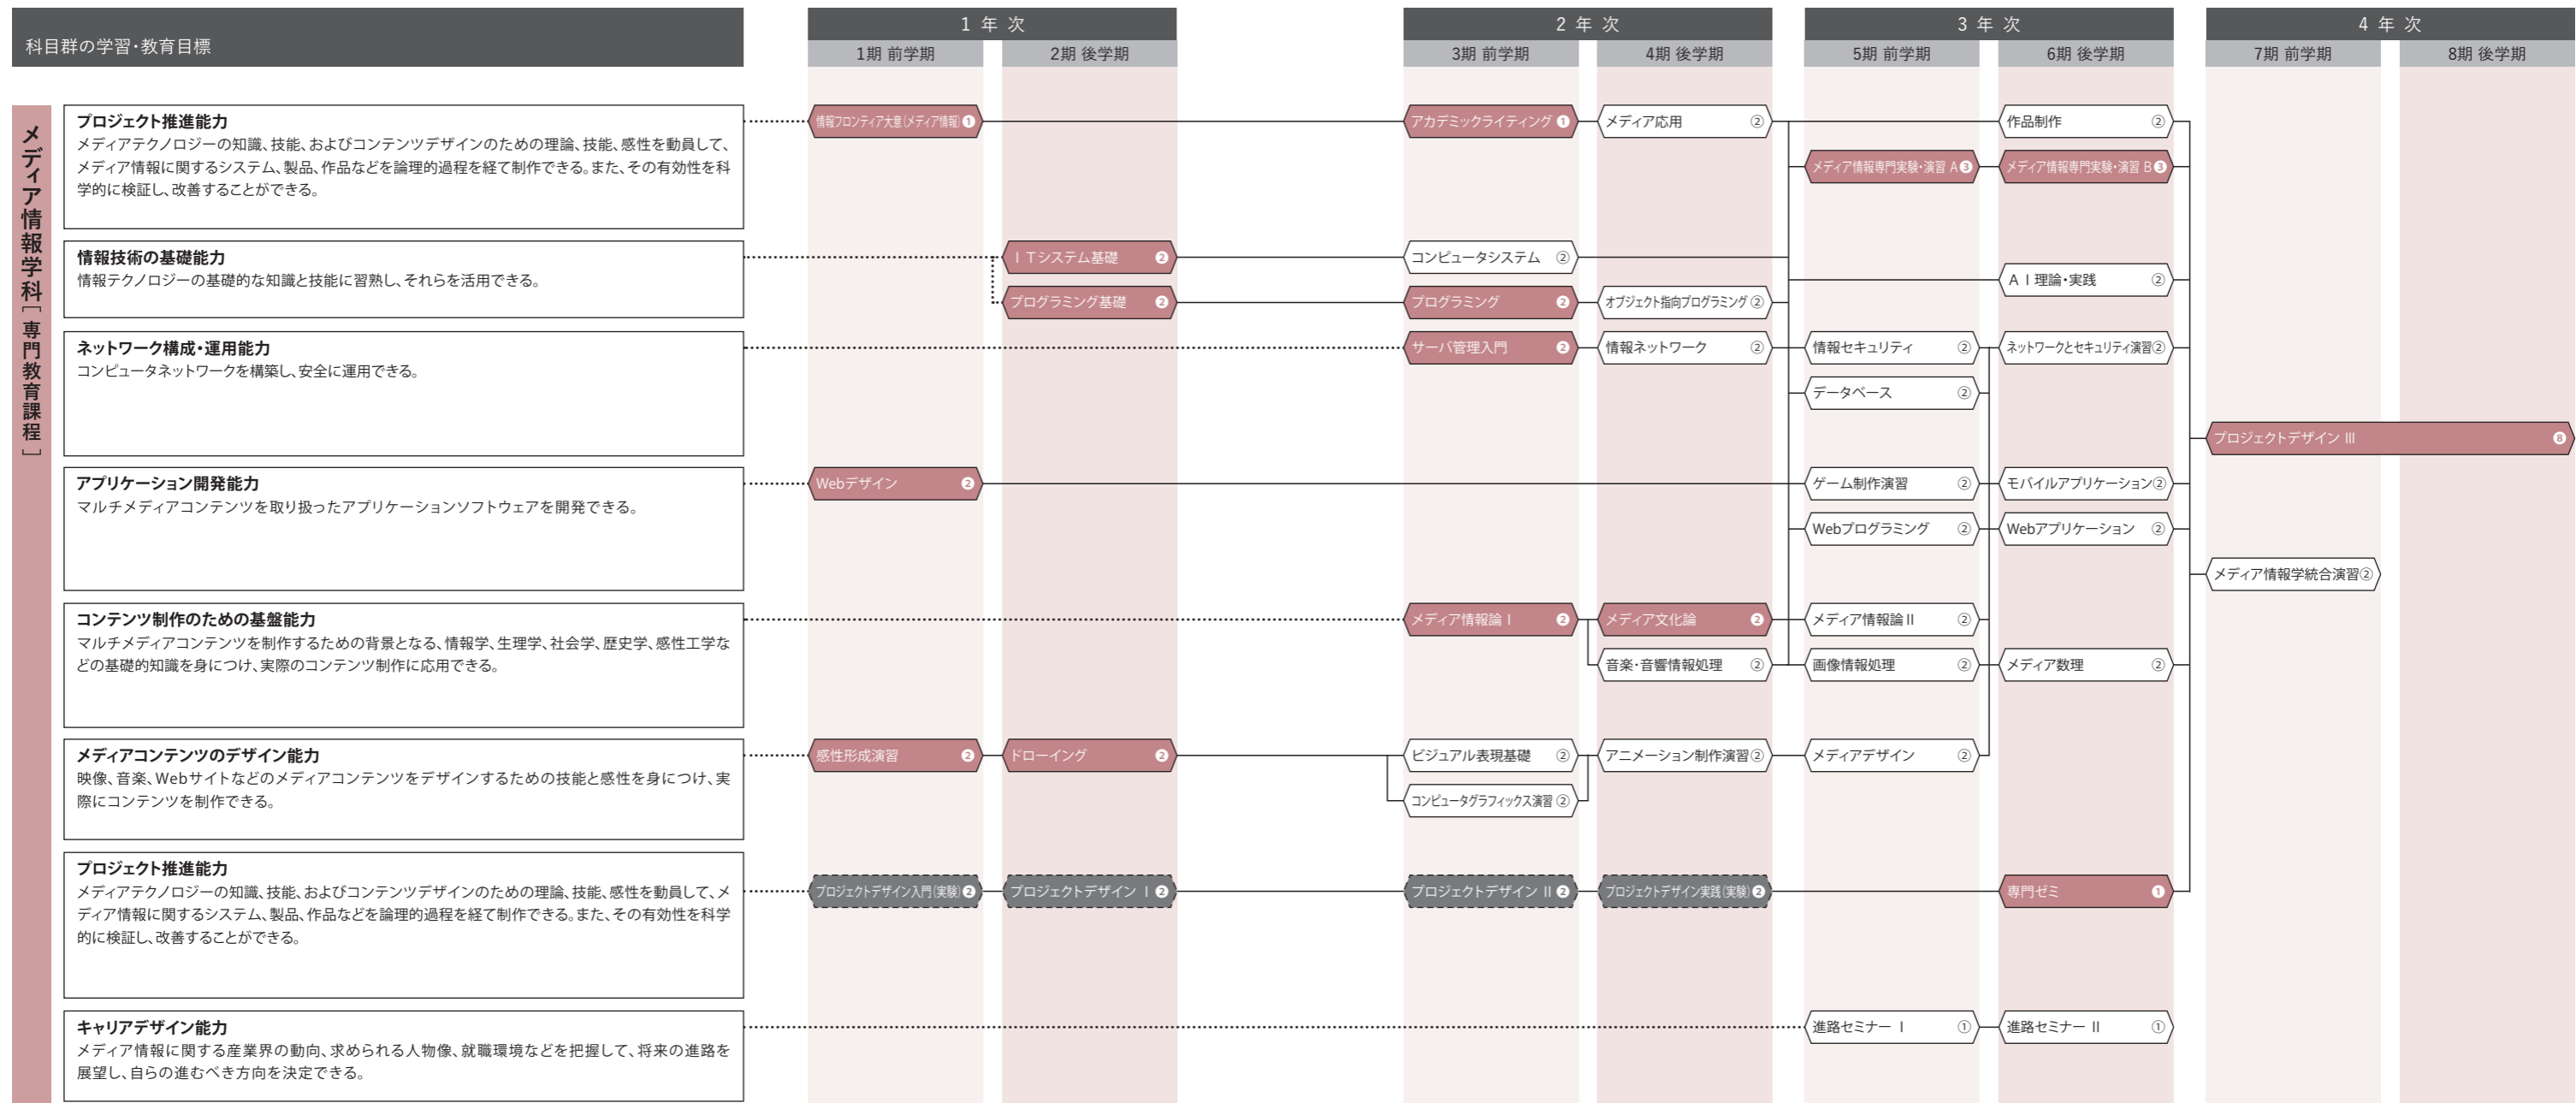 科目群の学習・教育目標
1 年 次
2 年 次
3 年 次
4 年 次
1期 前学期
2期 後学期
3期 前学期
4期 後学期
5期 前学期
6期 後学期
7期 前学期
8期 後学期
メディア情報学科［専門教育課程］
プロジェクト推進能力
メディアテクノロジーの知識、技能、およびコンテンツデザインのための理論、技能、感性を動員して、
メディア情報に関するシステム、製品、作品などを論理的過程を経て制作できる。また、その有効性を科
学的に検証し、改善することができる。
情報フロンティア大意（メディア情報）❶
アカデミックライティング ❶
メディア応用 ②
作品制作 ②
メディア情報専門実験・演習 A ❸
メディア情報専門実験・演習 B ❸
情報技術の基礎能力
情報テクノロジーの基礎的な知識と技能に習熟し、それらを活用できる。
ＩＴシステム基礎 ❷
コンピュータシステム ②
ＡＩ理論・実践 ②
プログラミング基礎 ❷
プログラミング ❷
オブジェクト指向プログラミング ②
ネットワーク構成・運用能力
コンピュータネットワークを構築し、安全に運用できる。
サーバ管理入門 ❷
情報ネットワーク ②
情報セキュリティ ②
ネットワークとセキュリティ演習 ②
データベース ②
プロジェクトデザイン Ⅲ ❽
アプリケーション開発能力
マルチメディアコンテンツを取り扱ったアプリケーションソフトウェアを開発できる。
Webデザイン ❷
ゲーム制作演習 ②
モバイルアプリケーション ②
Webプログラミング ②
Webアプリケーション ②
メディア情報学統合演習 ②
コンテンツ制作のための基盤能力
マルチメディアコンテンツを制作するための背景となる、情報学、生理学、社会学、歴史学、感性工学な
どの基礎的知識を身につけ、実際のコンテンツ制作に応用できる。
メディア情報論Ⅰ ❷
メディア文化論 ❷
メディア情報論Ⅱ ②
音楽・音響情報処理 ②
画像情報処理 ②
メディア数理 ②
メディアコンテンツのデザイン能力
映像、音楽、Webサイトなどのメディアコンテンツをデザインするための技能と感性を身につけ、実
際にコンテンツを制作できる。
感性形成演習 ❷
ドローイング ❷
ビジュアル表現基礎 ②
アニメーション制作演習 ②
メディアデザイン ②
コンピュータグラフィックス演習 ②
プロジェクト推進能力
メディアテクノロジーの知識、技能、およびコンテンツデザインのための理論、技能、感性を動員して、メ
ディア情報に関するシステム、製品、作品などを論理的過程を経て制作できる。また、その有効性を科学
的に検証し、改善することができる。
プロジェクトデザイン入門（実験）❷
プロジェクトデザイン Ⅰ ❷
プロジェクトデザイン Ⅱ ❷
プロジェクトデザイン実践（実験）❷
専門ゼミ ❶
キャリアデザイン能力
メディア情報に関する産業界の動向、求められる人物像、就職環境などを把握して、将来の進路を
展望し、自らの進むべき方向を決定できる。
進路セミナー Ⅰ ①
進路セミナー Ⅱ ①